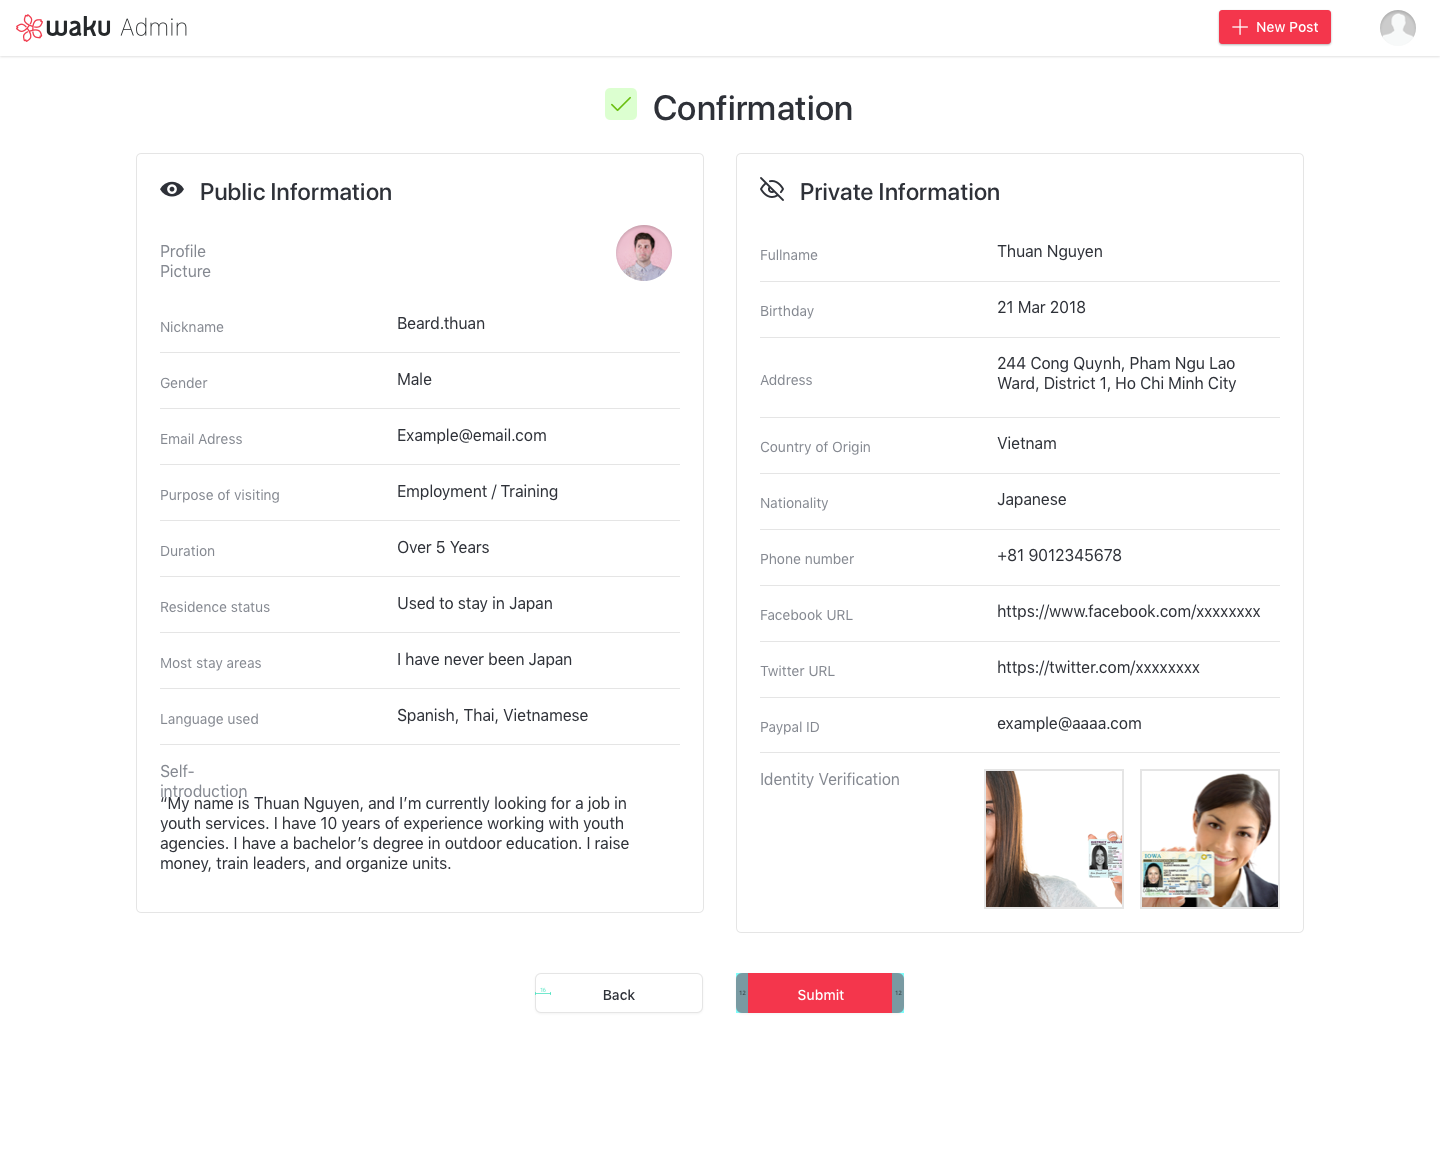 waku Admin
New Post
Confirmation
Public Information
Profile
Picture
Nickname
Beard.thuan
Gender
Male
Email Adress
Example@email.com
Purpose of visiting
Employment / Training
Duration
Over 5 Years
Residence status
Used to stay in Japan
Most stay areas
I have never been Japan
Language used
Spanish, Thai, Vietnamese
Self-
introduction
“My name is Thuan Nguyen, and I’m currently looking for a job in
youth services. I have 10 years of experience working with youth
agencies. I have a bachelor’s degree in outdoor education. I raise
money, train leaders, and organize units.
Private Information
Fullname
Thuan Nguyen
Birthday
21 Mar 2018
Address
244 Cong Quynh, Pham Ngu Lao
Ward, District 1, Ho Chi Minh City
Country of Origin
Vietnam
Nationality
Japanese
Phone number
+81 9012345678
Facebook URL
https://www.facebook.com/xxxxxxxx
Twitter URL
https://twitter.com/xxxxxxxx
Paypal ID
example@aaaa.com
Identity Verification
IOWA
Back
12
Submit
12